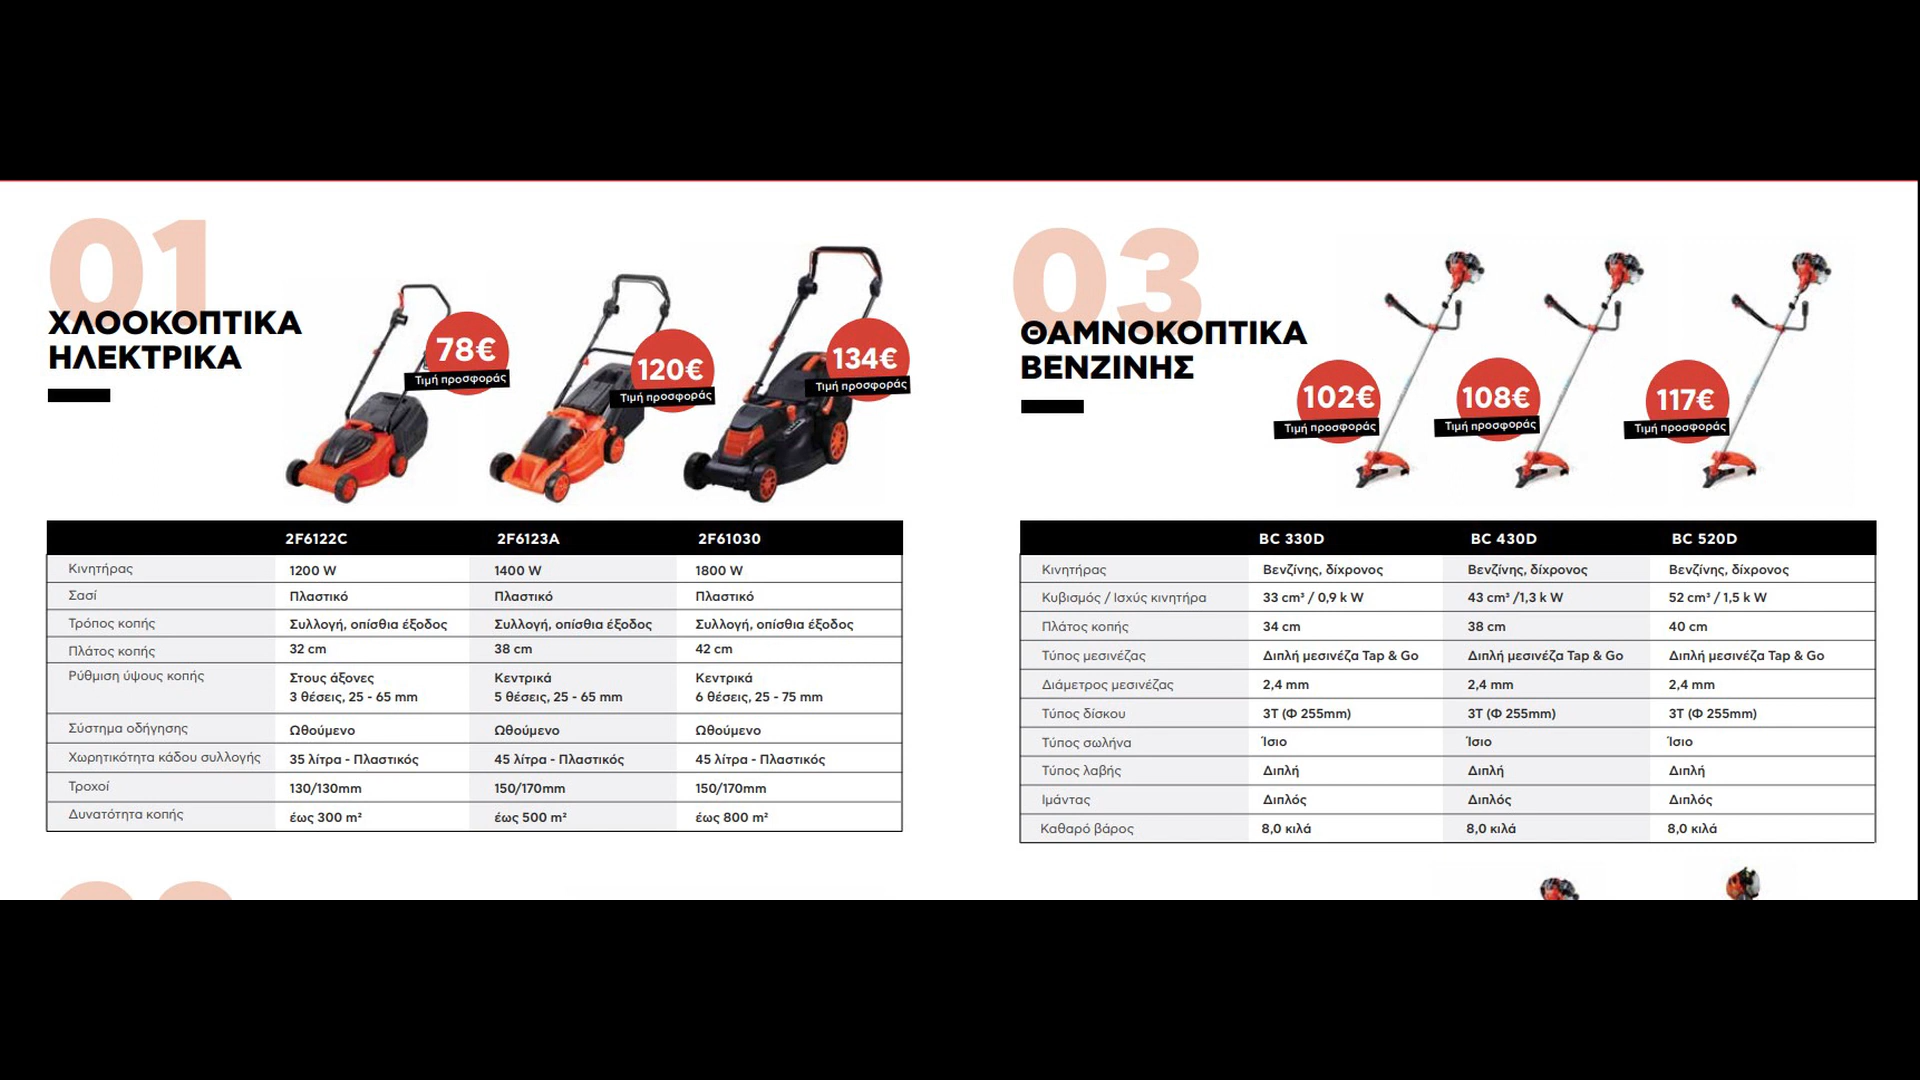 01
ΧΛΟΟΚΟΠΤΙΚΑ
ΗΛΕΚΤΡΙΚΑ
78€
Τιμή προσφοράς
120€
Τιμή προσφοράς
134€
Τιμή προσφοράς
2F6122C 2F6123A 2F61030
Κινητήρας 1200 W 1400 W 1800 W
Σασί Πλαστικό Πλαστικό Πλαστικό
Τρόπος κοπής Συλλογή, οπίσθια έξοδος Συλλογή, οπίσθια έξοδος Συλλογή, οπίσθια έξοδος
Πλάτος κοπής 32 cm 38 cm 42 cm
Ρύθμιση ύψους κοπής Στους άξονες Κεντρικά Κεντρικά
3 θέσεις, 25 - 65 mm 5 θέσεις, 25 - 65 mm 6 θέσεις, 25 - 75 mm
Σύστημα οδήγησης Ωθούμενο Ωθούμενο Ωθούμενο
Χωρητικότητα κάδου συλλογής 35 λίτρα - Πλαστικός 45 λίτρα - Πλαστικός 45 λίτρα - Πλαστικός
Τροχοί 130/130mm 150/170mm 150/170mm
Δυνατότητα κοπής έως 300 m² έως 500 m² έως 800 m²
03
ΘΑΜΝΟΚΟΠΤΙΚΑ
ΒΕΝΖΙΝΗΣ
102€
Τιμή προσφοράς
108€
Τιμή προσφοράς
117€
Τιμή προσφοράς
BC 330D BC 430D BC 520D
Κινητήρας Βενζίνης, δίχρονος Βενζίνης, δίχρονος Βενζίνης, δίχρονος
Κυβισμός / Ισχύς κινητήρα 33 cm³ / 0,9 k W 43 cm³ /1,3 k W 52 cm³ / 1,5 k W
Πλάτος κοπής 34 cm 38 cm 40 cm
Τύπος μεσινέζας Διπλή μεσινέζα Tap & Go Διπλή μεσινέζα Tap & Go Διπλή μεσινέζα Tap & Go
Διάμετρος μεσινέζας 2,4 mm 2,4 mm 2,4 mm
Τύπος δίσκου 3T (Φ 255mm) 3T (Φ 255mm) 3T (Φ 255mm)
Τύπος σωλήνα Ίσιο Ίσιο Ίσιο
Τύπος λαβής Διπλή Διπλή Διπλή
Ιμάντας Διπλός Διπλός Διπλός
Καθαρό βάρος 8,0 κιλά 8,0 κιλά 8,0 κιλά